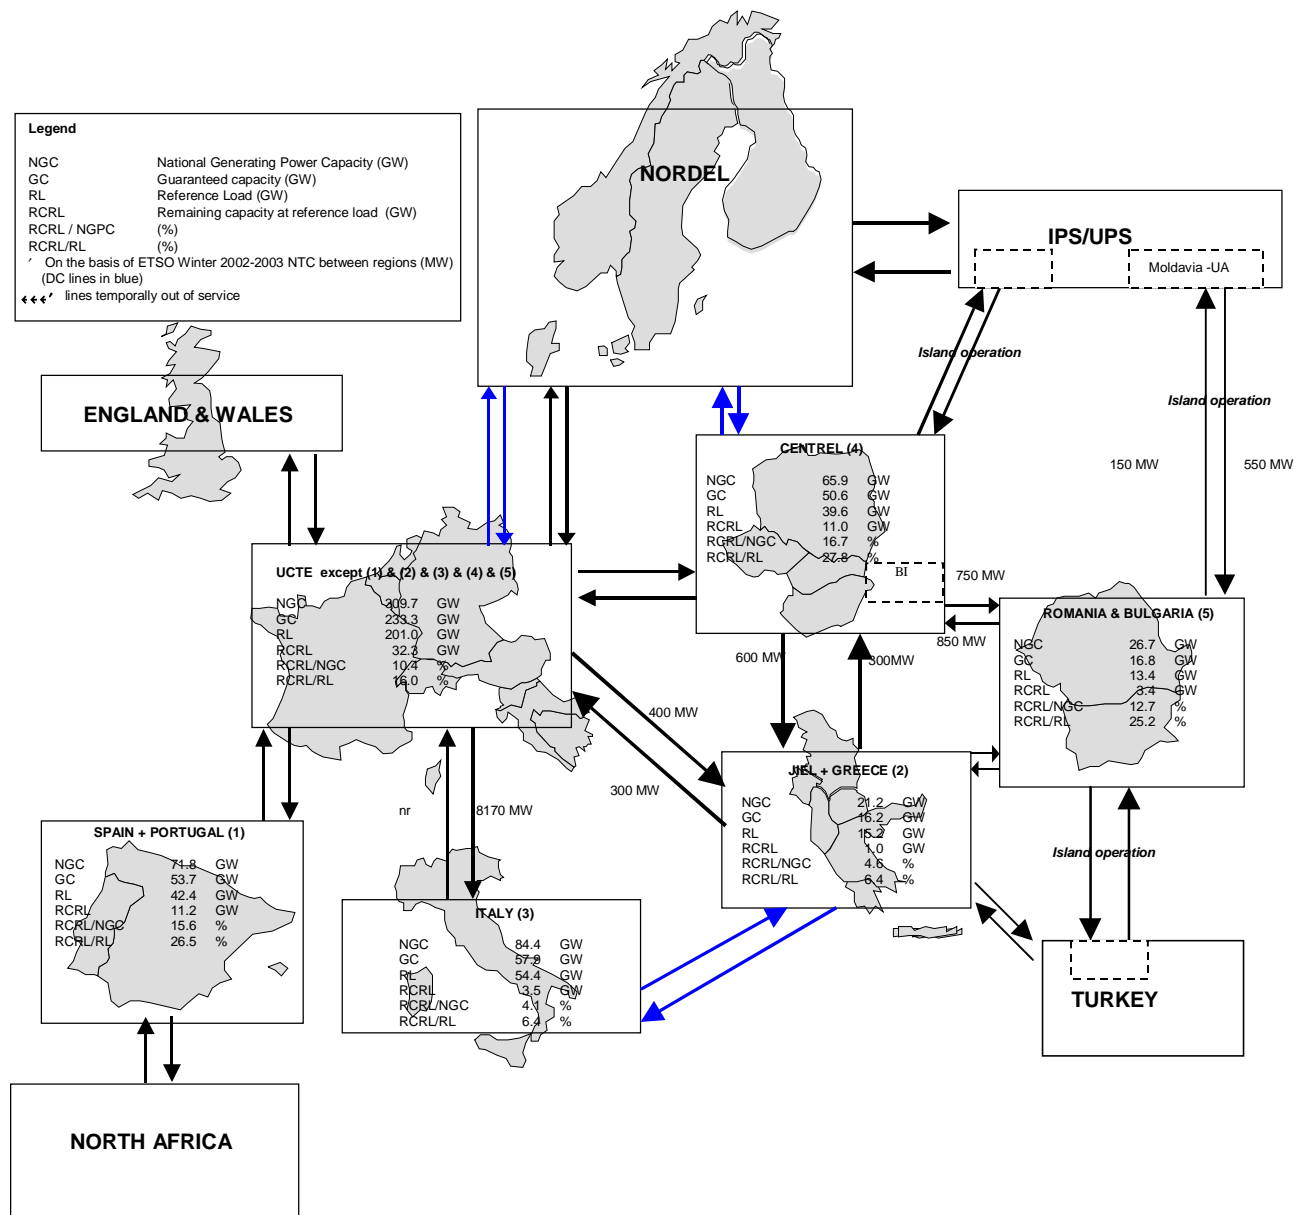 Legend
NGC National Generating Power Capacity (GW)
GC Guaranteed capacity (GW)
RL Reference Load (GW)
RCRL Remaining capacity at reference load (GW)
RCRL / NGPC (%)
RCRL/RL (%)
′ On the basis of ETSO Winter 2002-2003 NTC between regions (MW)
(DC lines in blue)
lines temporally out of service
NORDEL
IPS/UPS
Moldavia -UA
Island operation
Island operation
150 MW 550 MW
ENGLAND & WALES
CENTREL (4)
NGC 65.9 GW
GC 50.6 GW
RL 39.6 GW
RCRL 11.0 GW
RCRL/NGC 16.7 %
RCRL/RL 27.8 %
BI
750 MW
850 MW
600 MW
300MW
UCTE except (1) & (2) & (3) & (4) & (5)
NGC 309.7 GW
GC 233.3 GW
RL 201.0 GW
RCRL 32.3 GW
RCRL/NGC 10.4 %
RCRL/RL 16.0 %
ROMANIA & BULGARIA (5)
NGC 26.7 GW
GC 16.8 GW
RL 13.4 GW
RCRL 3.4 GW
RCRL/NGC 12.7 %
RCRL/RL 25.2 %
400 MW
300 MW
nr
8170 MW
JIEL + GREECE (2)
NGC 21.2 GW
GC 16.2 GW
RL 15.2 GW
RCRL 1.0 GW
RCRL/NGC 4.6 %
RCRL/RL 6.4 %
Island operation
SPAIN + PORTUGAL (1)
NGC 71.8 GW
GC 53.7 GW
RL 42.4 GW
RCRL 11.2 GW
RCRL/NGC 15.6 %
RCRL/RL 26.5 %
ITALY (3)
NGC 84.4 GW
GC 57.9 GW
RL 54.4 GW
RCRL 3.5 GW
RCRL/NGC 4.1 %
RCRL/RL 6.4 %
TURKEY
NORTH AFRICA